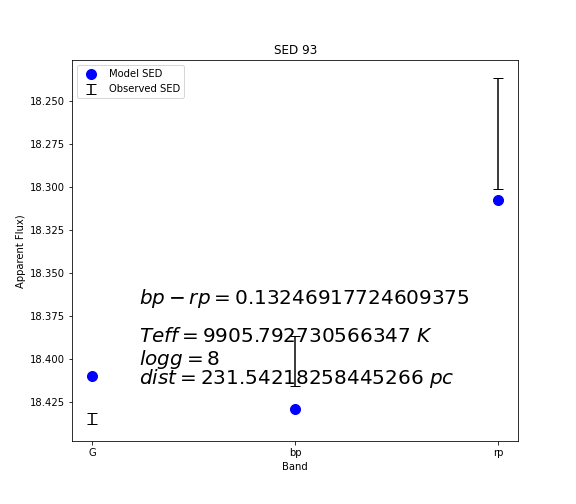 SED 93
Model SED
Observed SED
18.250
18.275
18.300
18.325
18.350
18.375
18.400
18.425
Apparent Flux)
bp − rp = 0.13246917724609375
Teff = 9905.792730566347 K
logg = 8
dist = 231.54218258445266 pc
G
bp
rp
Band